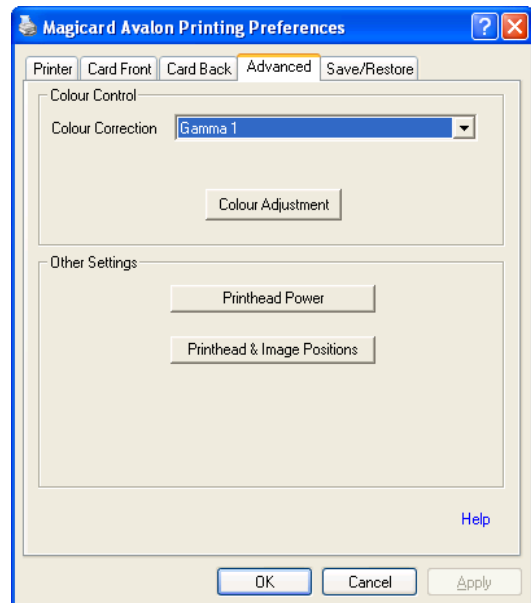 Magicard Avalon Printing Preferences
Printer Card Front Card Back Advanced Save/Restore
Colour Control
Colour Correction Gamma 1
Colour Adjustment
Other Settings
Printhead Power
Printhead & Image Positions
Help
OK Cancel Apply